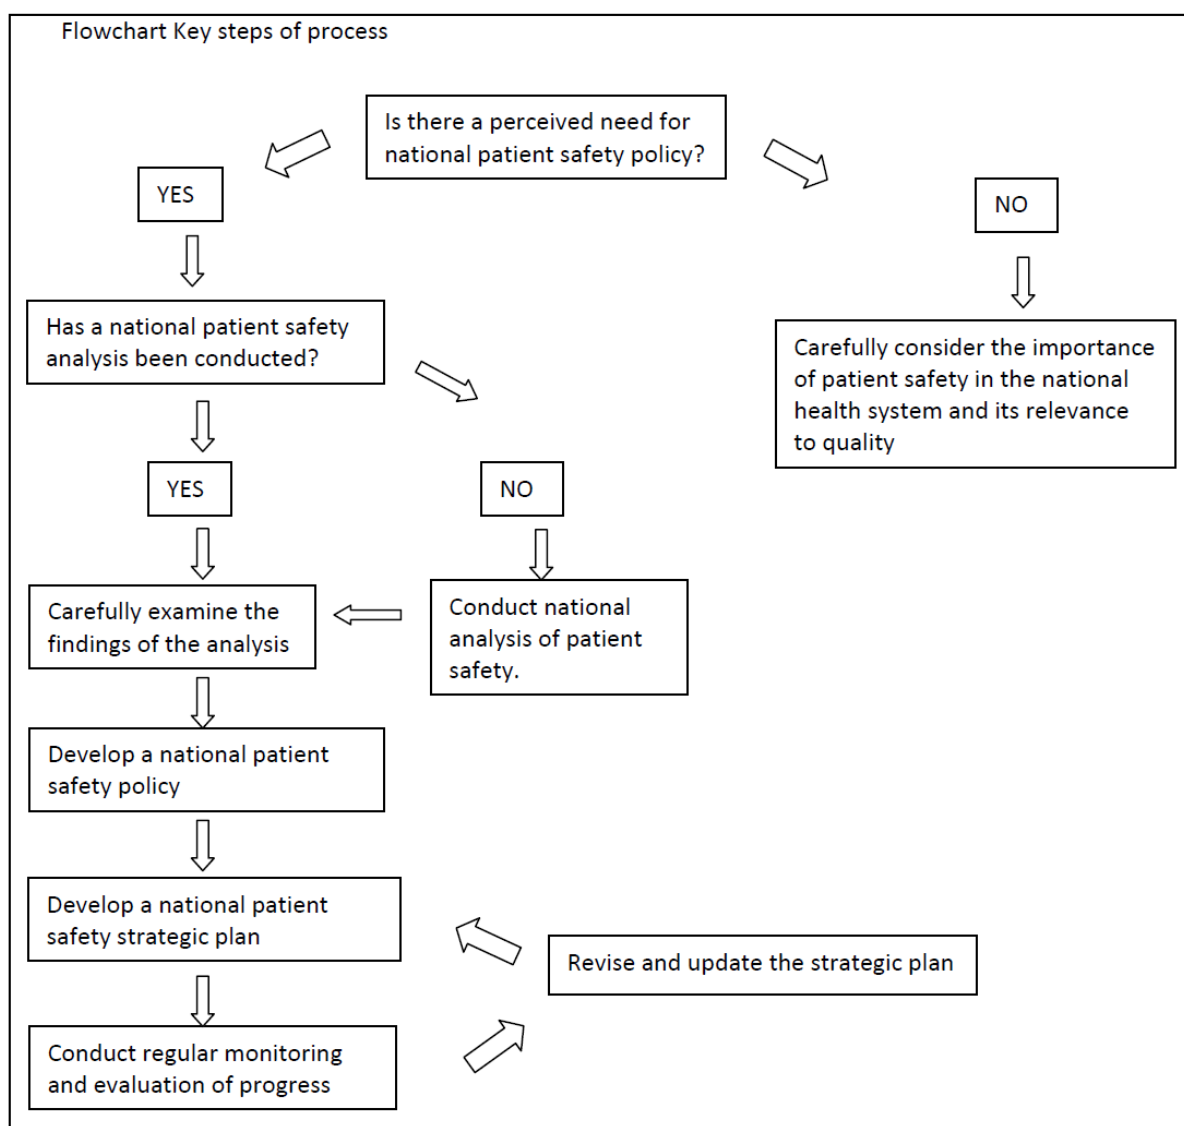 Flowchart Key steps of process
Is there a perceived need for
national patient safety policy?
YES
NO
Has a national patient safety
analysis been conducted?
Carefully consider the importance
of patient safety in the national
health system and its relevance
to quality
YES
NO
Carefully examine the
findings of the analysis
Conduct national
analysis of patient
safety.
Develop a national patient
safety policy
Develop a national patient
safety strategic plan
Revise and update the strategic plan
Conduct regular monitoring
and evaluation of progress